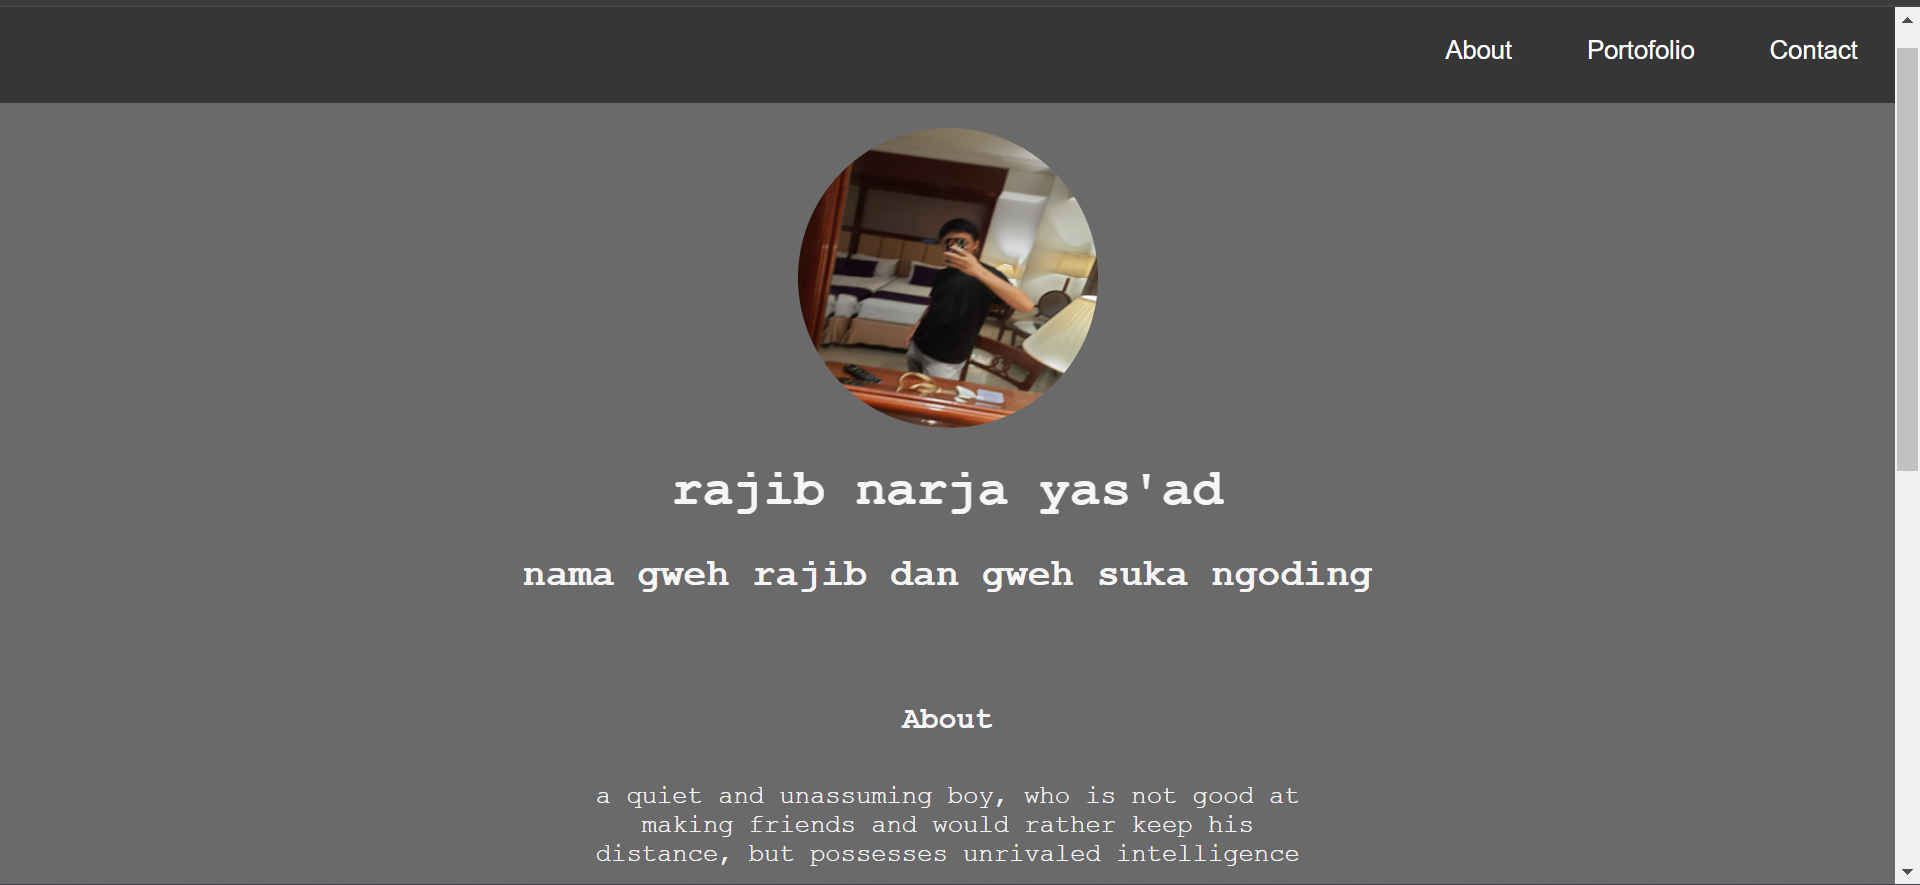 About Portofolio Contact
rajib narja yas'ad
nama gweh rajib dan gweh suka ngoding
About
a quiet and unassuming boy, who is not good at
making friends and would rather keep his
distance, but possesses unrivaled intelligence